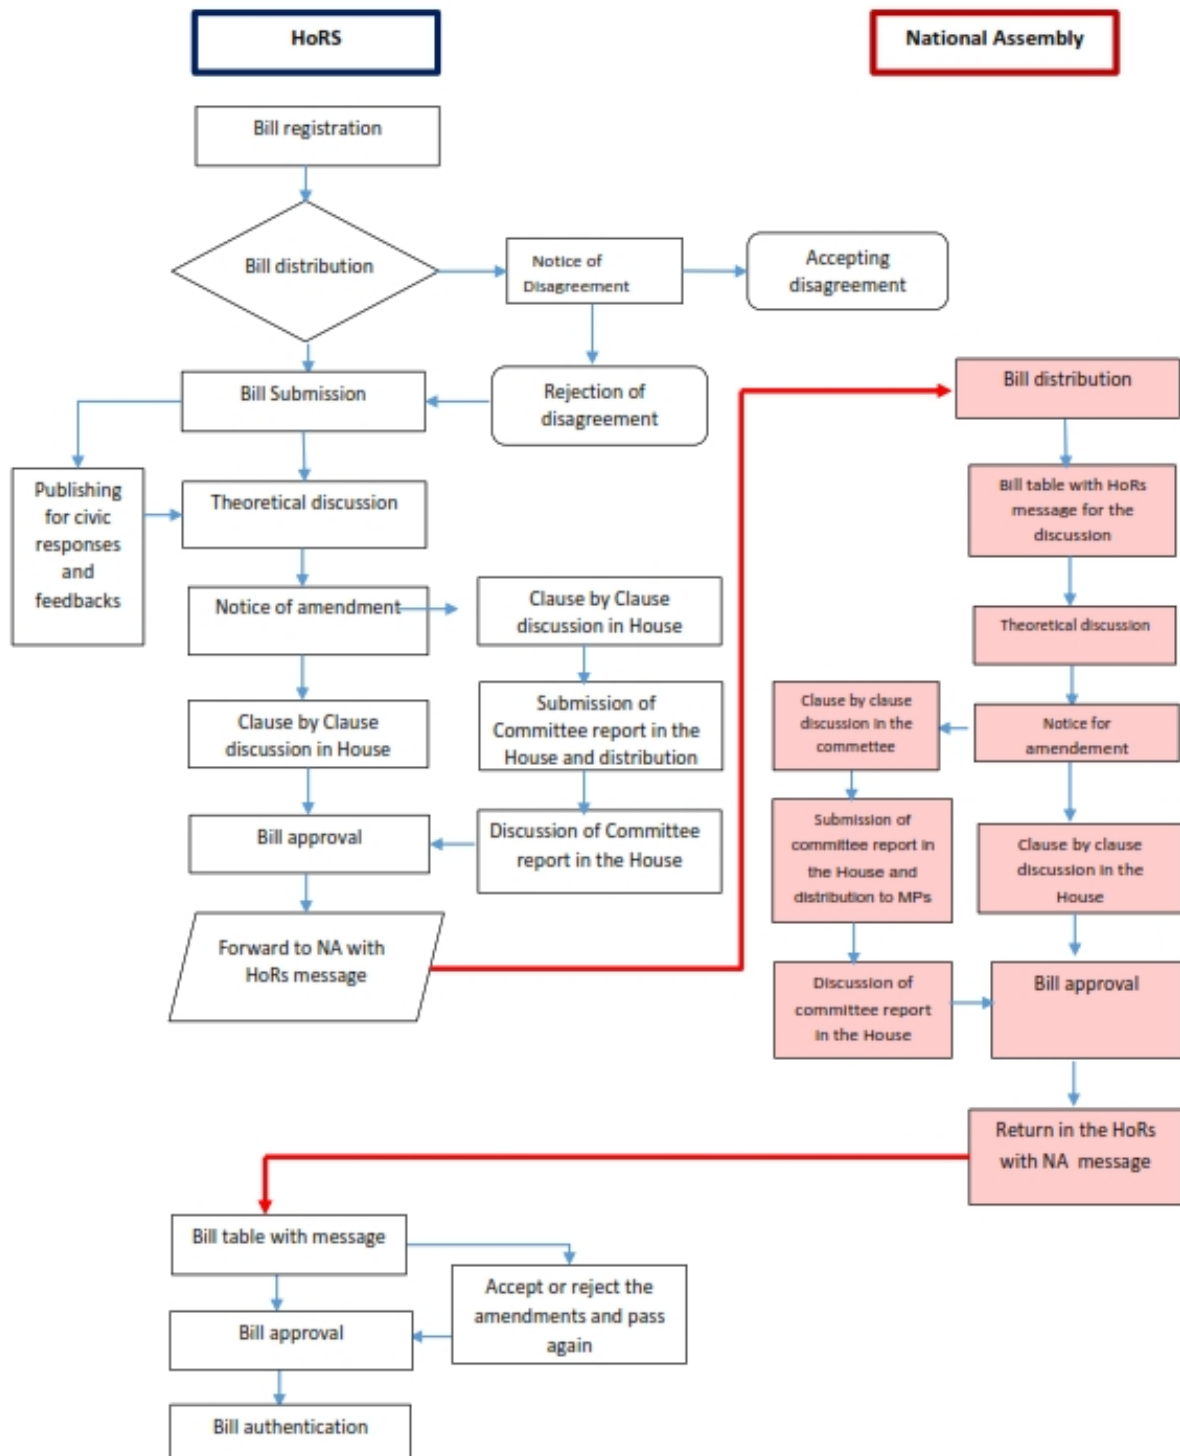 HoRS
National Assembly
Bill registration
Bill distribution
Notice of
Disagreement
Accepting
disagreement
Bill Submission
Rejection of
disagreement
Publishing
for civic
responses
and
feedbacks
Theoretical discussion
Notice of amendment
Clause by Clause
discussion in House
Clause by Clause
discussion in House
Submission of
Committee report in the
House and distribution
Bill approval
Discussion of Committee
report in the House
Forward to NA with
HoRs message
Bill distribution
Bill table with HoRs
message for the
discussion
Theoretical discussion
Notice for
amendement
Clause by clause
discussion in the
commettee
Submission of
committee report in
the House and
distribution to MPs
Clause by clause
discussion in the
House
Discussion of
committee report
in the House
Bill approval
Return in the HoRs
with NA message
Bill table with message
Accept or reject the
amendments and pass
again
Bill approval
Bill authentication